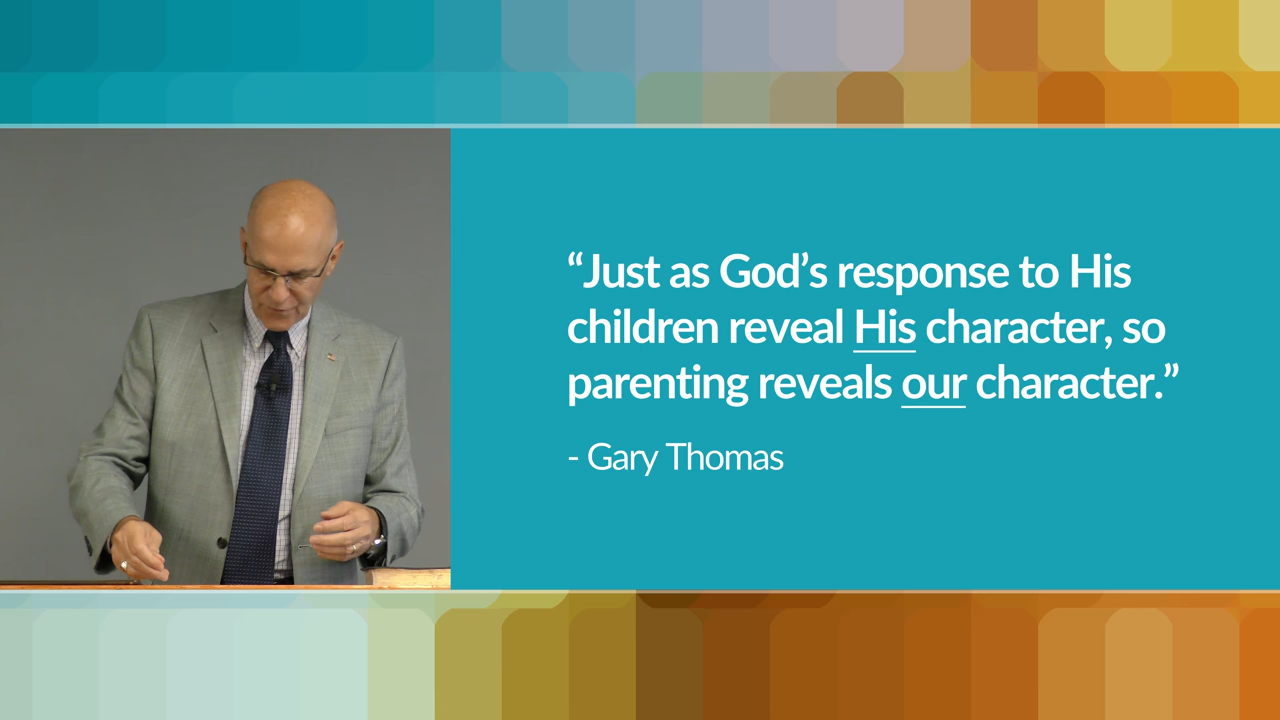 “Just as God’s response to His
children reveal His character, so
parenting reveals our character.”
- Gary Thomas